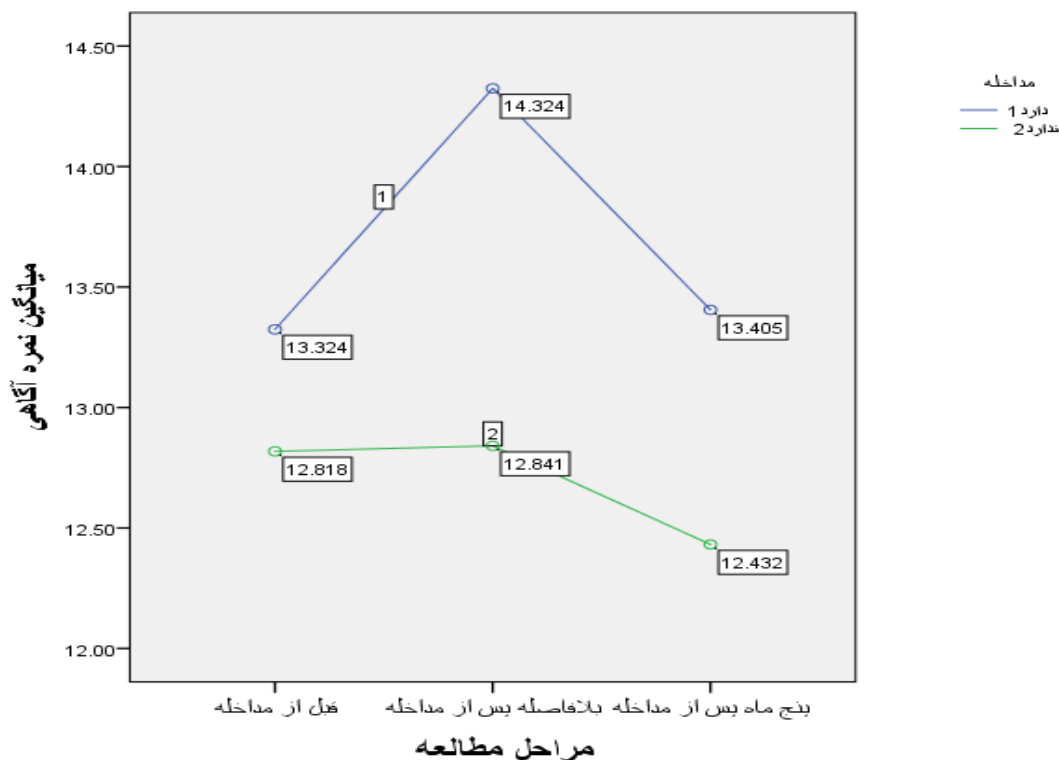 14.50
14.00
13.50
13.00
12.50
12.00
میانگین نمره آگاهی
14.324
1
13.324
13.405
2
12.818
12.841
12.432
قبل از مداخله
بلافاصله پس از مداخله
پنج ماه پس از مداخله
مراحل مطالعه
مداخله
دارد 1
ندارد 2